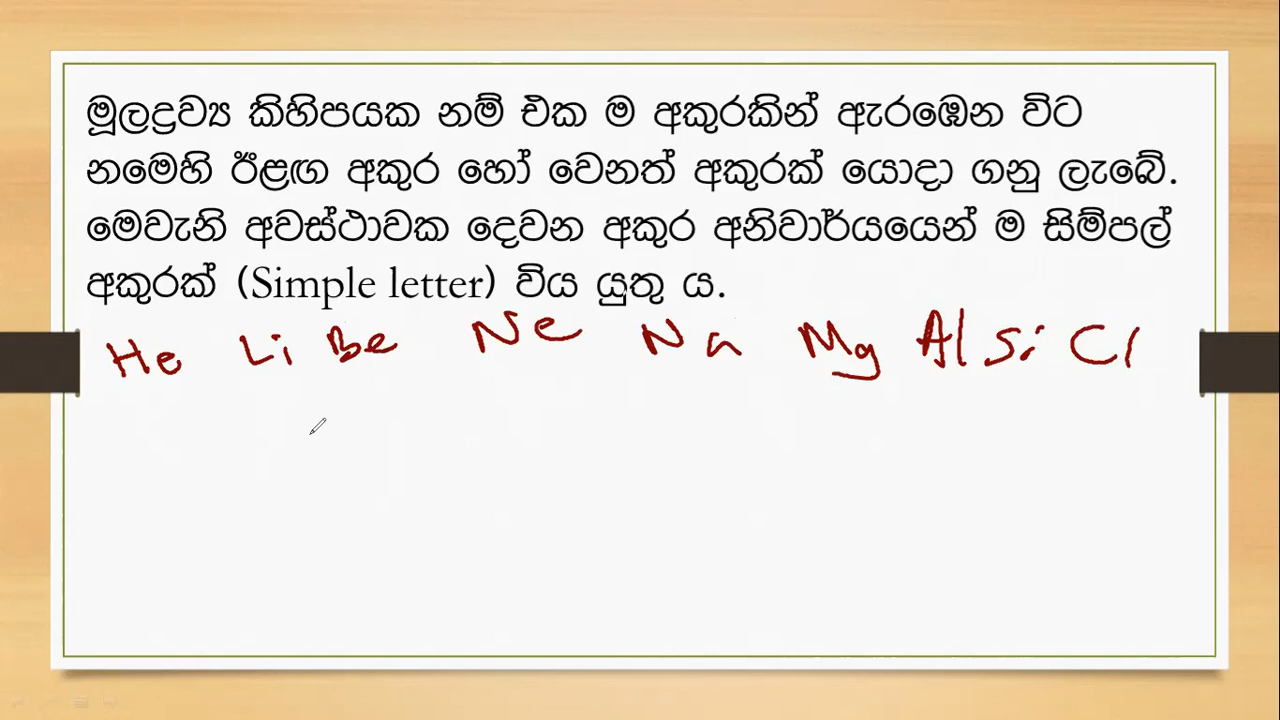 මූලද්‍රව්‍ය කිහිපයක නම් එක ම අකුරකින් ඇරඹෙන විට
නමෙහි ඊළඟ අකුර හෝ වෙනත් අකුරක් යොදා ගනු ලැබේ.
මෙවැනි අවස්ථාවක දෙවන අකුර අනිවාර්යයෙන් ම සිම්පල්
අකුරක් (Simple letter) විය යුතු ය.
He Li Be Ne Na Mg Al Si Cl